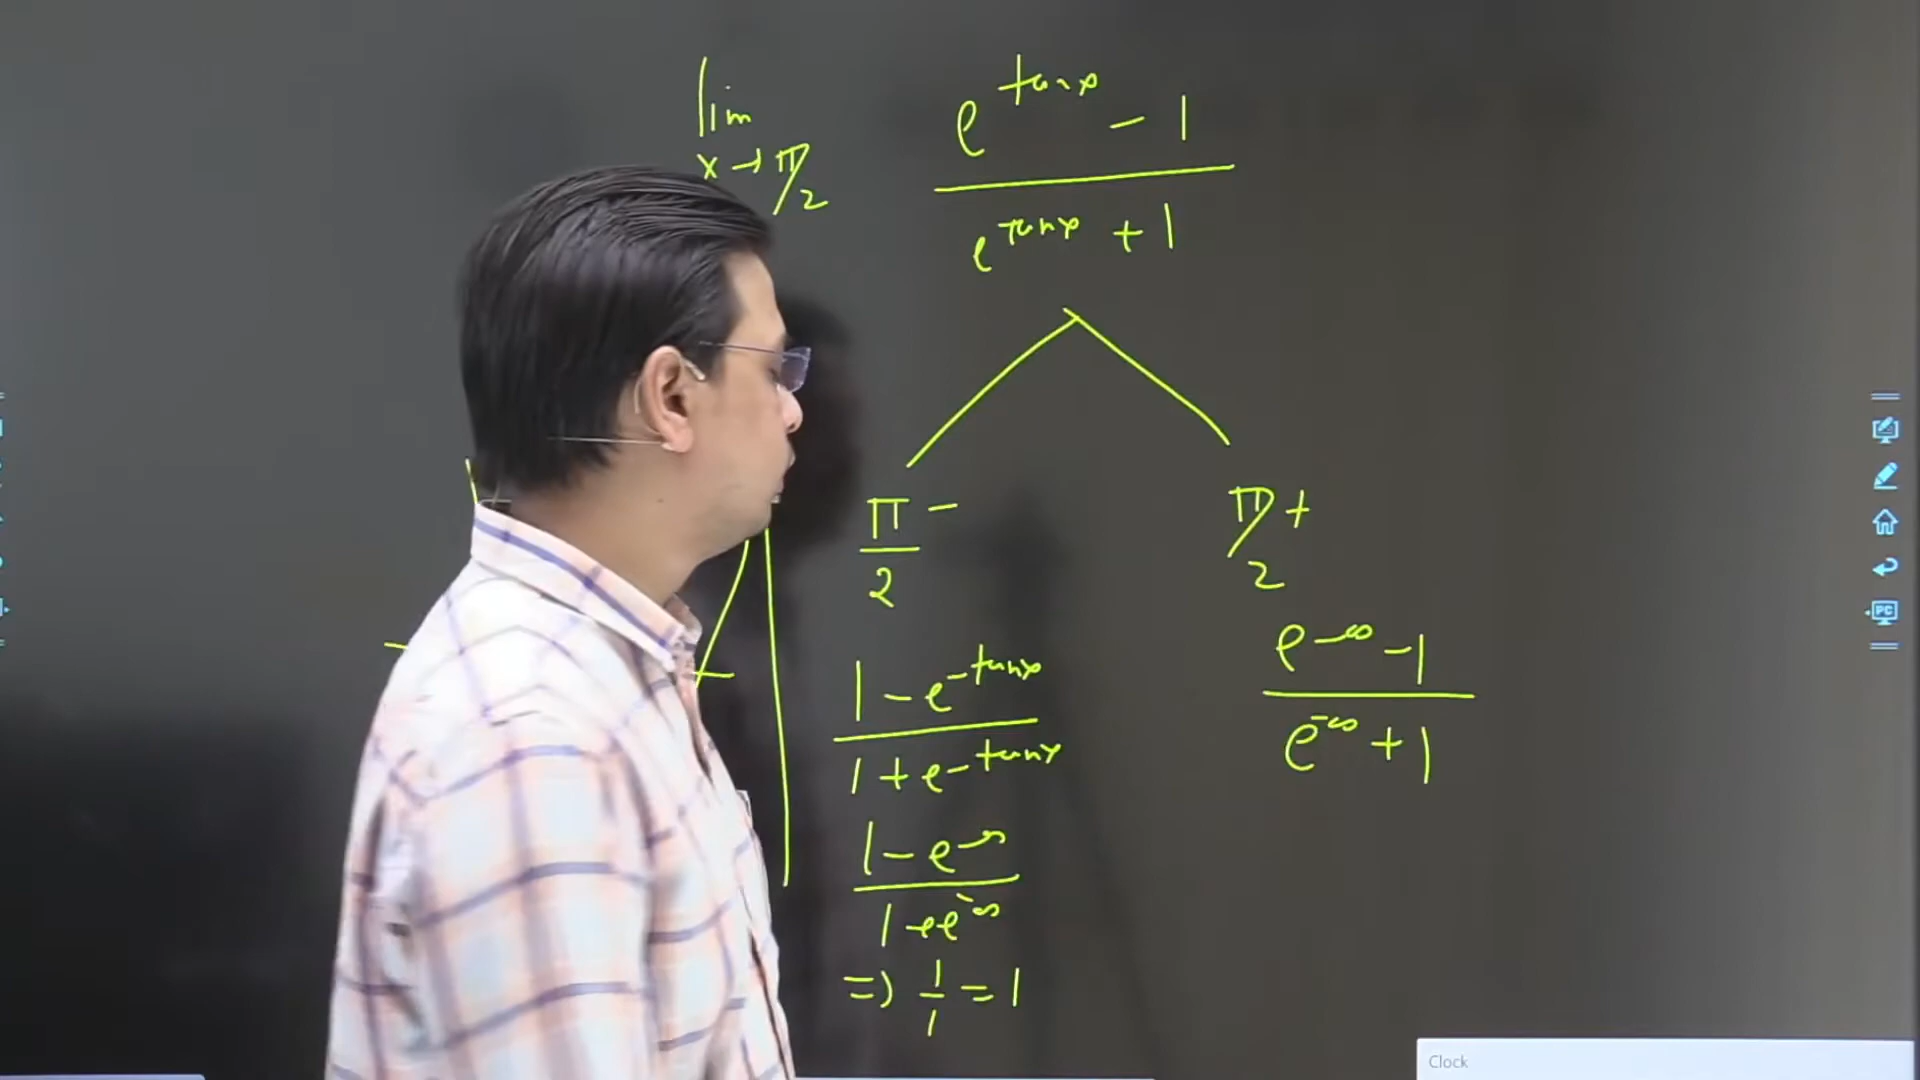 lim
x → π/2
e^tanx - 1
e^tanx + 1
π/2 -
π/2 +
1 - e^-tanx
1 + e^-tanx
1 - e^-∞
1 + e^-∞
=) 1/1 = 1
e^-∞ - 1
e^-∞ + 1
PC
Clock